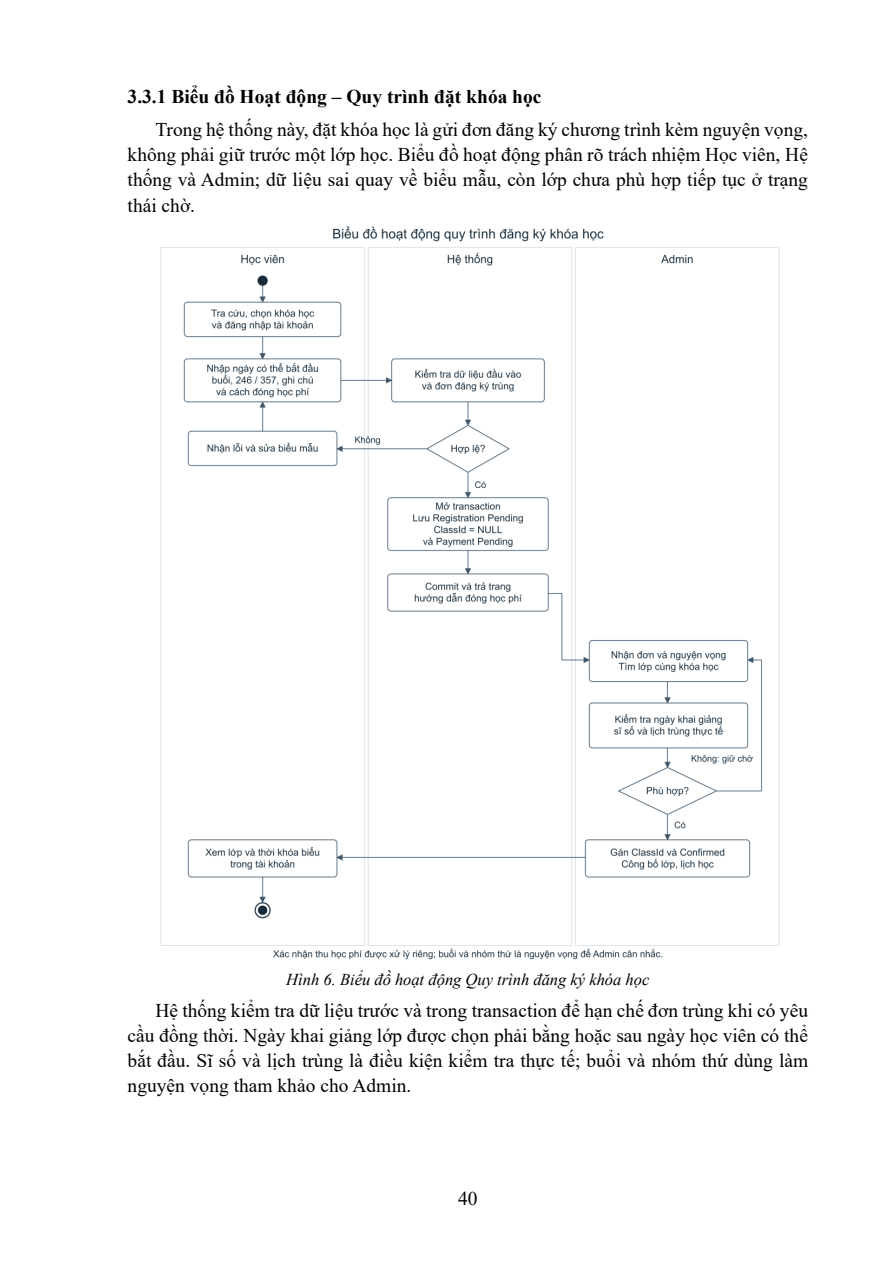 3.3.1 Biểu đồ Hoạt động – Quy trình đặt khóa học
Trong hệ thống này, đặt khóa học là gửi đơn đăng ký chương trình kèm nguyện vọng,
không phải giữ trước một lớp học. Biểu đồ hoạt động phân rõ trách nhiệm Học viên, Hệ
thống và Admin; dữ liệu sai quay về biểu mẫu, còn lớp chưa phù hợp tiếp tục ở trạng
thái chờ.
Biểu đồ hoạt động quy trình đăng ký khóa học
Học viên
Hệ thống
Admin
Tra cứu, chọn khóa học
và đăng nhập tài khoản
Nhập ngày có thể bắt đầu
buổi, 246 / 357, ghi chú
và cách đóng học phí
Kiểm tra dữ liệu đầu vào
và đơn đăng ký trùng
Nhận lỗi và sửa biểu mẫu
Không
Hợp lệ?
Có
Mở transaction
Lưu Registration Pending
ClassId = NULL
và Payment Pending
Commit và trả trang
hướng dẫn đóng học phí
Nhận đơn và nguyện vọng
Tìm lớp cùng khóa học
Kiểm tra ngày khai giảng
sĩ số và lịch trùng thực tế
Không: giữ chờ
Phù hợp?
Có
Xem lớp và thời khóa biểu
trong tài khoản
Gán ClassId và Confirmed
Công bố lớp, lịch học
Xác nhận thu học phí được xử lý riêng; buổi và nhóm thứ là nguyện vọng để Admin cân nhắc.
Hình 6. Biểu đồ hoạt động Quy trình đăng ký khóa học
Hệ thống kiểm tra dữ liệu trước và trong transaction để hạn chế đơn trùng khi có yêu
cầu đồng thời. Ngày khai giảng lớp được chọn phải bằng hoặc sau ngày học viên có thể
bắt đầu. Sĩ số và lịch trùng là điều kiện kiểm tra thực tế; buổi và nhóm thứ dùng làm
nguyện vọng tham khảo cho Admin.
40